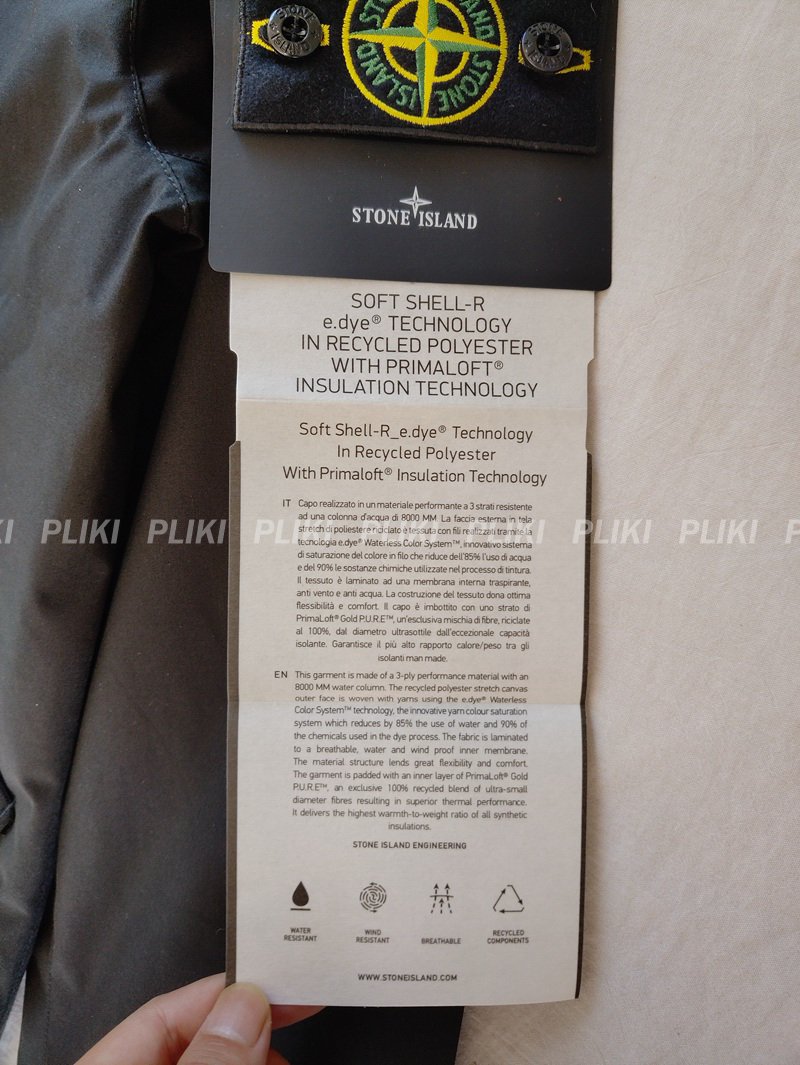 STONE ISLAND
STONE ISLAND
STONE ISLAND STONE ISLAND
STONE ISLAND
SOFT SHELL-R
e.dye® TECHNOLOGY
IN RECYCLED POLYESTER
WITH PRIMALOFT®
INSULATION TECHNOLOGY
Soft Shell-R_e.dye® Technology
In Recycled Polyester
With Primaloft® Insulation Technology
IT Capo realizzato in un materiale performante a 3 strati resistente
ad una colonna d'acqua di 8000 MM. La faccia esterna in tela
stretch di poliestere riciclato è tessuta con fili realizzati tramite la
PLIKI PLIKI PLIKI PLIKI PLIKI PLIKI
tecnologia e.dye® Waterless Color System™, innovativo sistema
di saturazione del colore in filo che riduce dell'85% l'uso di acqua
e del 90% le sostanze chimiche utilizzate nel processo di tintura.
Il tessuto è laminato ad una membrana interna traspirante,
anti vento e anti acqua. La costruzione del tessuto dona ottima
flessibilità e comfort. Il capo è imbottito con uno strato di
PrimaLoft® Gold P.U.R.E™, un'esclusiva mischia di fibre, riciclate
al 100%, dal diametro ultrasottile dall'eccezionale capacità
isolante. Garantisce il più alto rapporto calore/peso tra gli
isolanti man made.
EN This garment is made of a 3-ply performance material with an
8000 MM water column. The recycled polyester stretch canvas
outer face is woven with yarns using the e.dye® Waterless
Color System™ technology, the innovative yarn colour saturation
system which reduces by 85% the use of water and 90% of
the chemicals used in the dye process. The fabric is laminated
to a breathable, water and wind proof inner membrane.
The material structure lends great flexibility and comfort.
The garment is padded with an inner layer of PrimaLoft® Gold
P.U.R.E™, an exclusive 100% recycled blend of ultra-small
diameter fibres resulting in superior thermal performance.
It delivers the highest warmth-to-weight ratio of all synthetic
insulations.
STONE ISLAND ENGINEERING
WATER RESISTANT
WIND RESISTANT
BREATHABLE
RECYCLED COMPONENTS
WWW.STONEISLAND.COM